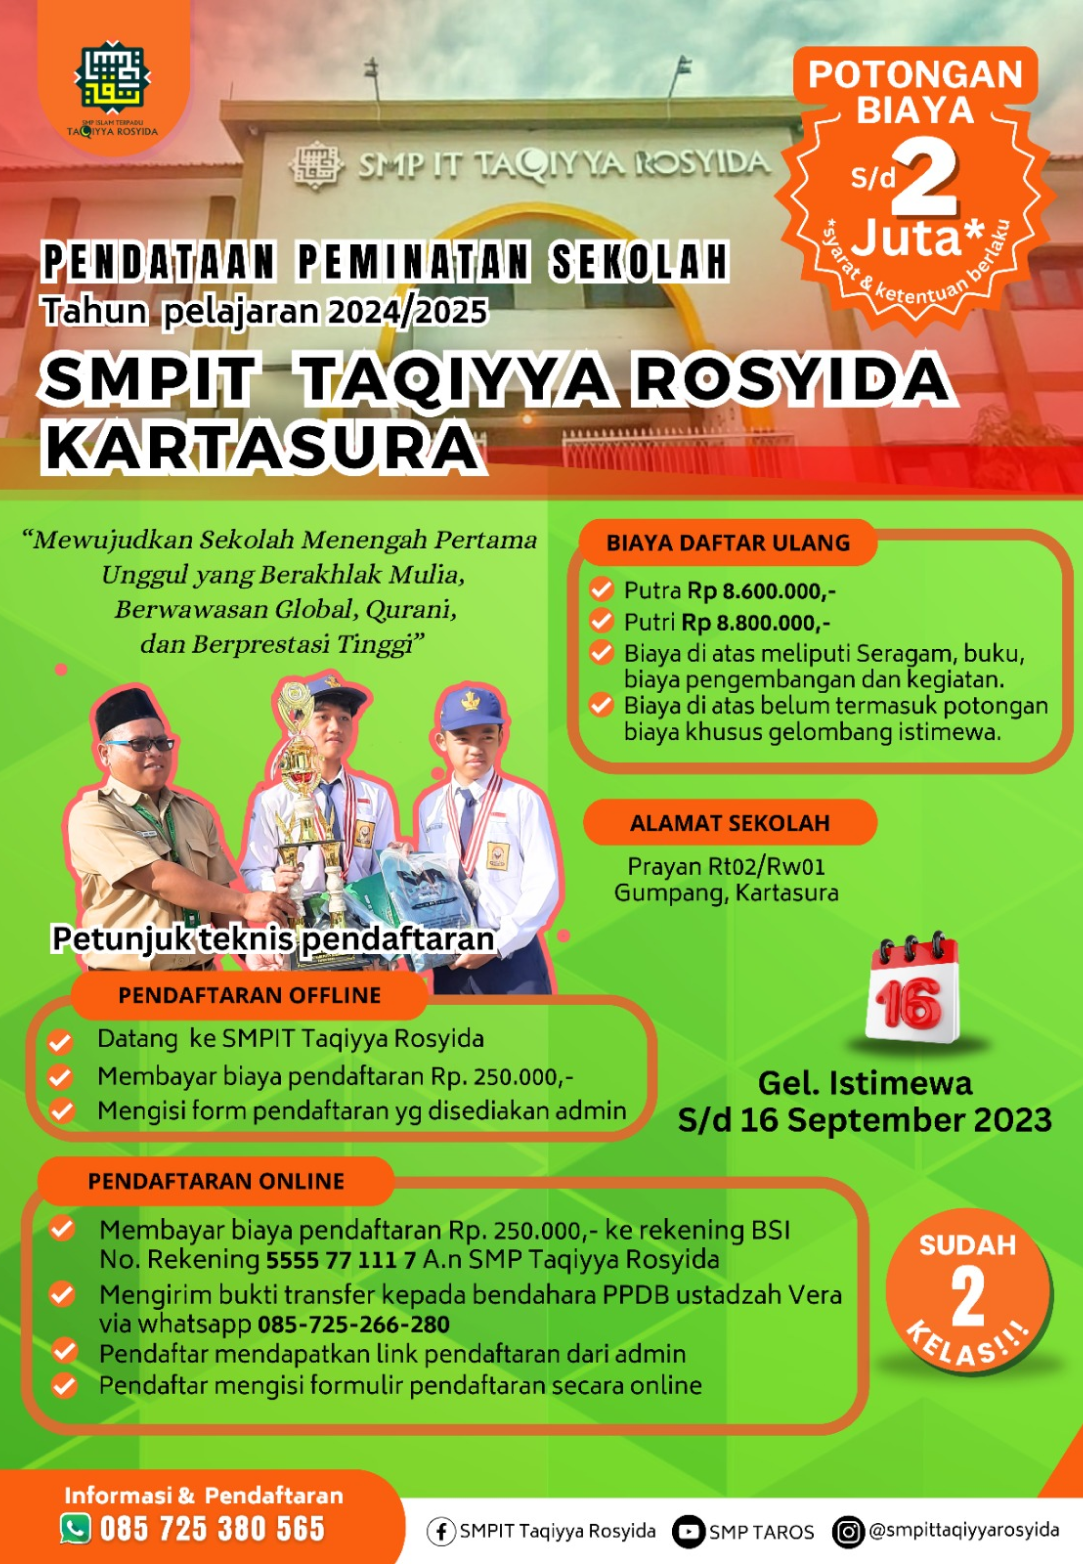 SMP ISLAM TERPADU
TAQIYYA ROSYIDA
POTONGAN
BIAYA
S/d 2
Juta*
*syarat & ketentuan berlaku
SMP IT TAQIYYA ROSYIDA
PENDATAAN PEMINATAN SEKOLAH
Tahun pelajaran 2024/2025
SMPIT TAQIYYA ROSYIDA
KARTASURA
“Mewujudkan Sekolah Menengah Pertama
Unggul yang Berakhlak Mulia,
Berwawasan Global, Qurani,
dan Berprestasi Tinggi”
BIAYA DAFTAR ULANG
Putra Rp 8.600.000,-
Putri Rp 8.800.000,-
Biaya di atas meliputi Seragam, buku,
biaya pengembangan dan kegiatan.
Biaya di atas belum termasuk potongan
biaya khusus gelombang istimewa.
ALAMAT SEKOLAH
Prayan Rt02/Rw01
Gumpang, Kartasura
16
Gel. Istimewa
S/d 16 September 2023
Petunjuk teknis pendaftaran
PENDAFTARAN OFFLINE
Datang ke SMPIT Taqiyya Rosyida
Membayar biaya pendaftaran Rp. 250.000,-
Mengisi form pendaftaran yg disediakan admin
PENDAFTARAN ONLINE
Membayar biaya pendaftaran Rp. 250.000,- ke rekening BSI
No. Rekening 5555 77 111 7 A.n SMP Taqiyya Rosyida
Mengirim bukti transfer kepada bendahara PPDB ustadzah Vera
via whatsapp 085-725-266-280
Pendaftar mendapatkan link pendaftaran dari admin
Pendaftar mengisi formulir pendaftaran secara online
SUDAH
2
KELAS!!!
Informasi & Pendaftaran
085 725 380 565
SMPIT Taqiyya Rosyida
SMP TAROS
@smpittaqiyyarosyida